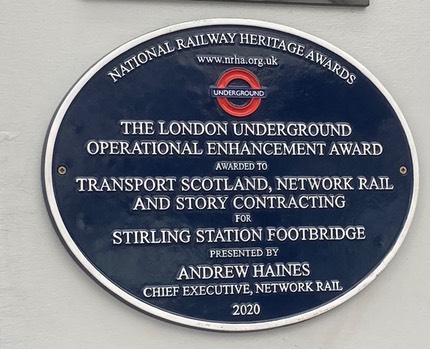 NATIONAL RAILWAY HERITAGE AWARDS
www.nrha.org.uk
UNDERGROUND
THE LONDON UNDERGROUND
OPERATIONAL ENHANCEMENT AWARD
AWARDED TO
TRANSPORT SCOTLAND, NETWORK RAIL
AND STORY CONTRACTING
FOR
STIRLING STATION FOOTBRIDGE
PRESENTED BY
ANDREW HAINES
CHIEF EXECUTIVE, NETWORK RAIL
2020